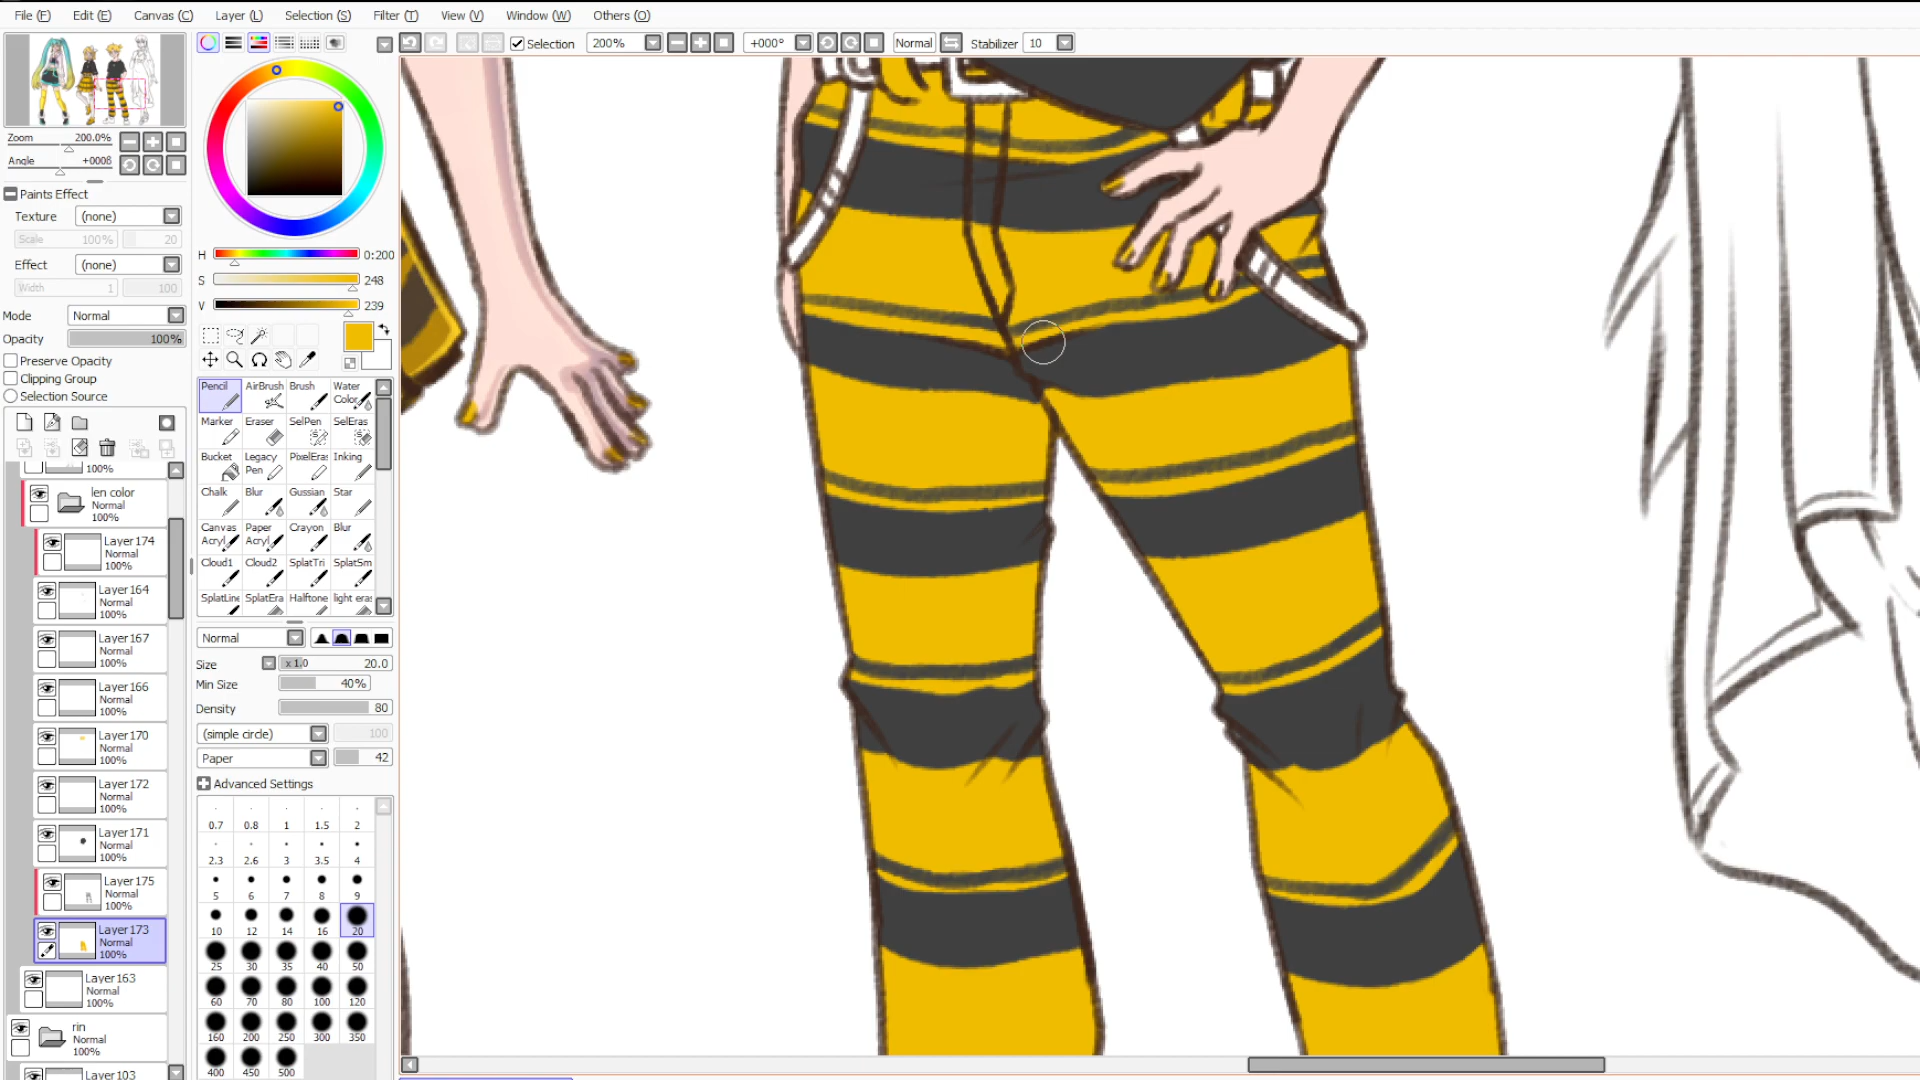 File (F) Edit (E) Canvas (C) Layer (L) Selection (S) Filter (T) View (V) Window (W) Others (O)
Selection 200% +000° Normal Stabilizer 10
Zoom 200.0%
Angle +000ß
Paints Effect
Texture (none)
Scale 100% 20
Effect (none)
Width 1 100
Mode Normal
Opacity 100%
Preserve Opacity
Clipping Group
Selection Source
100%
len color
Normal
100%
Layer174
Normal
100%
Layer164
Normal
100%
Layer167
Normal
100%
Layer166
Normal
100%
Layer170
Normal
100%
Layer172
Normal
100%
Layer171
Normal
100%
Layer175
Normal
100%
Layer173
Normal
100%
Layer163
Normal
100%
rin
Normal
100%
Layer103
H 0:200
S 248
V 239
Pencil AirBrush Brush Water Color
Marker Eraser SelPen SelEras
Bucket Legacy Pen PixelEras Inking
Chalk Blur Gussian Star
Canvas Acryl Paper Acryl Crayon Blur
Cloud1 Cloud2 SplatTri SplatSm
SplatLine SplatEra Halftone light eras
Normal
Size x 1.0 20.0
Min Size 40%
Density 80
(simple circle) 100
Paper 42
Advanced Settings
0.7 0.8 1 1.5 2
2.3 2.6 3 3.5 4
5 6 7 8 9
10 12 14 16 20
25 30 35 40 50
60 70 80 100 120
160 200 250 300 350
400 450 500